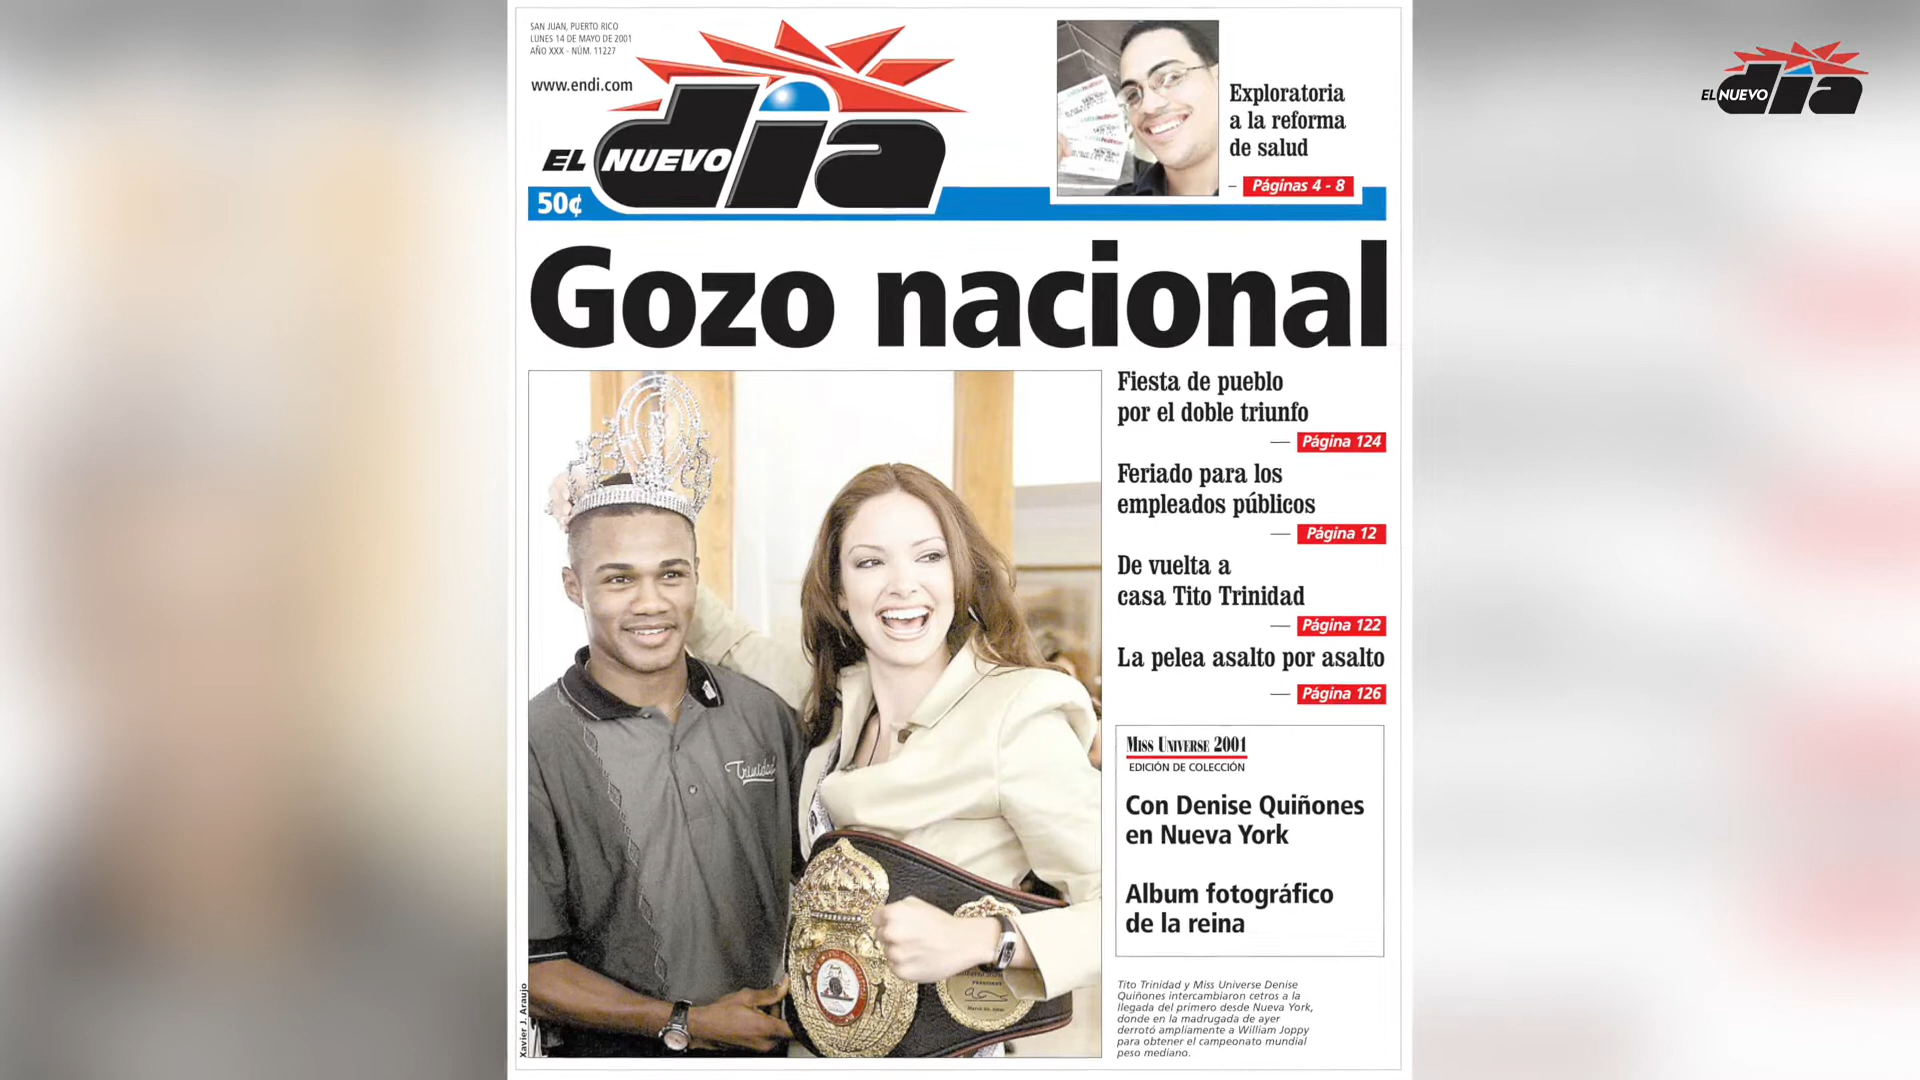 SAN JUAN, PUERTO RICO
LUNES 14 DE MAYO DE 2001
AÑO XXX - NÚM. 11227
www.endi.com
EL NUEVO día
50¢
Exploratoria
a la reforma
de salud
Páginas 4 - 8
EL NUEVO día
Gozo nacional
Fiesta de pueblo
por el doble triunfo
Página 124
Feriado para los
empleados públicos
Página 12
De vuelta a
casa Tito Trinidad
Página 122
La pelea asalto por asalto
Página 126
MISS UNIVERSE 2001
EDICIÓN DE COLECCIÓN
Con Denise Quiñones
en Nueva York
Album fotográfico
de la reina
Trinidad
PRESIDENT
Xavier J. Araujo
Tito Trinidad y Miss Universe Denise
Quiñones intercambiaron cetros a la
llegada del primero desde Nueva York,
donde en la madrugada de ayer
derrotó ampliamente a William Joppy
para obtener el campeonato mundial
peso mediano.